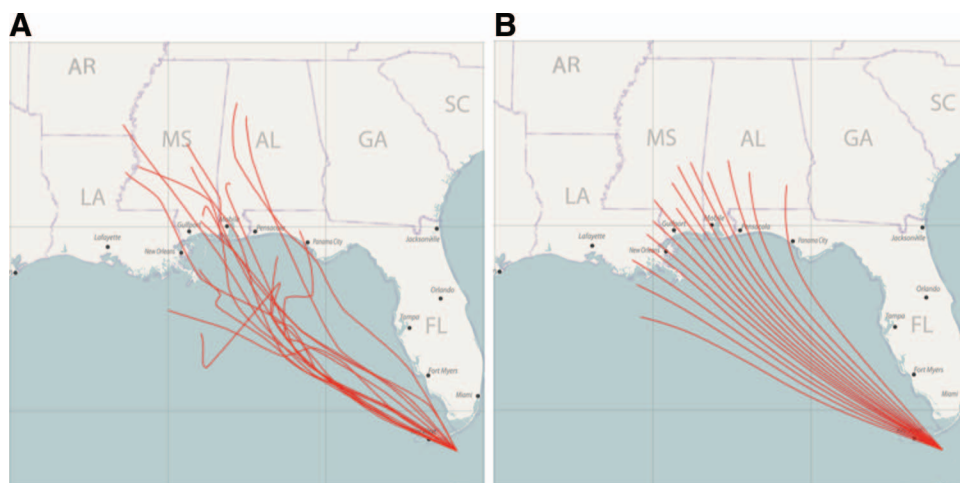 A
AR
SC
MS
AL
GA
LA
Mobile
Gulfport
Pensacola
Lafayette
New Orleans
Panama City
Jacksonville
Orlando
Tampa
FL
Fort Myers
Miami
B
AR
SC
MS
AL
GA
LA
Mobile
Gulfport
Pensacola
Lafayette
New Orleans
Panama City
Jacksonville
Orlando
Tampa
FL
Fort Myers
Miami